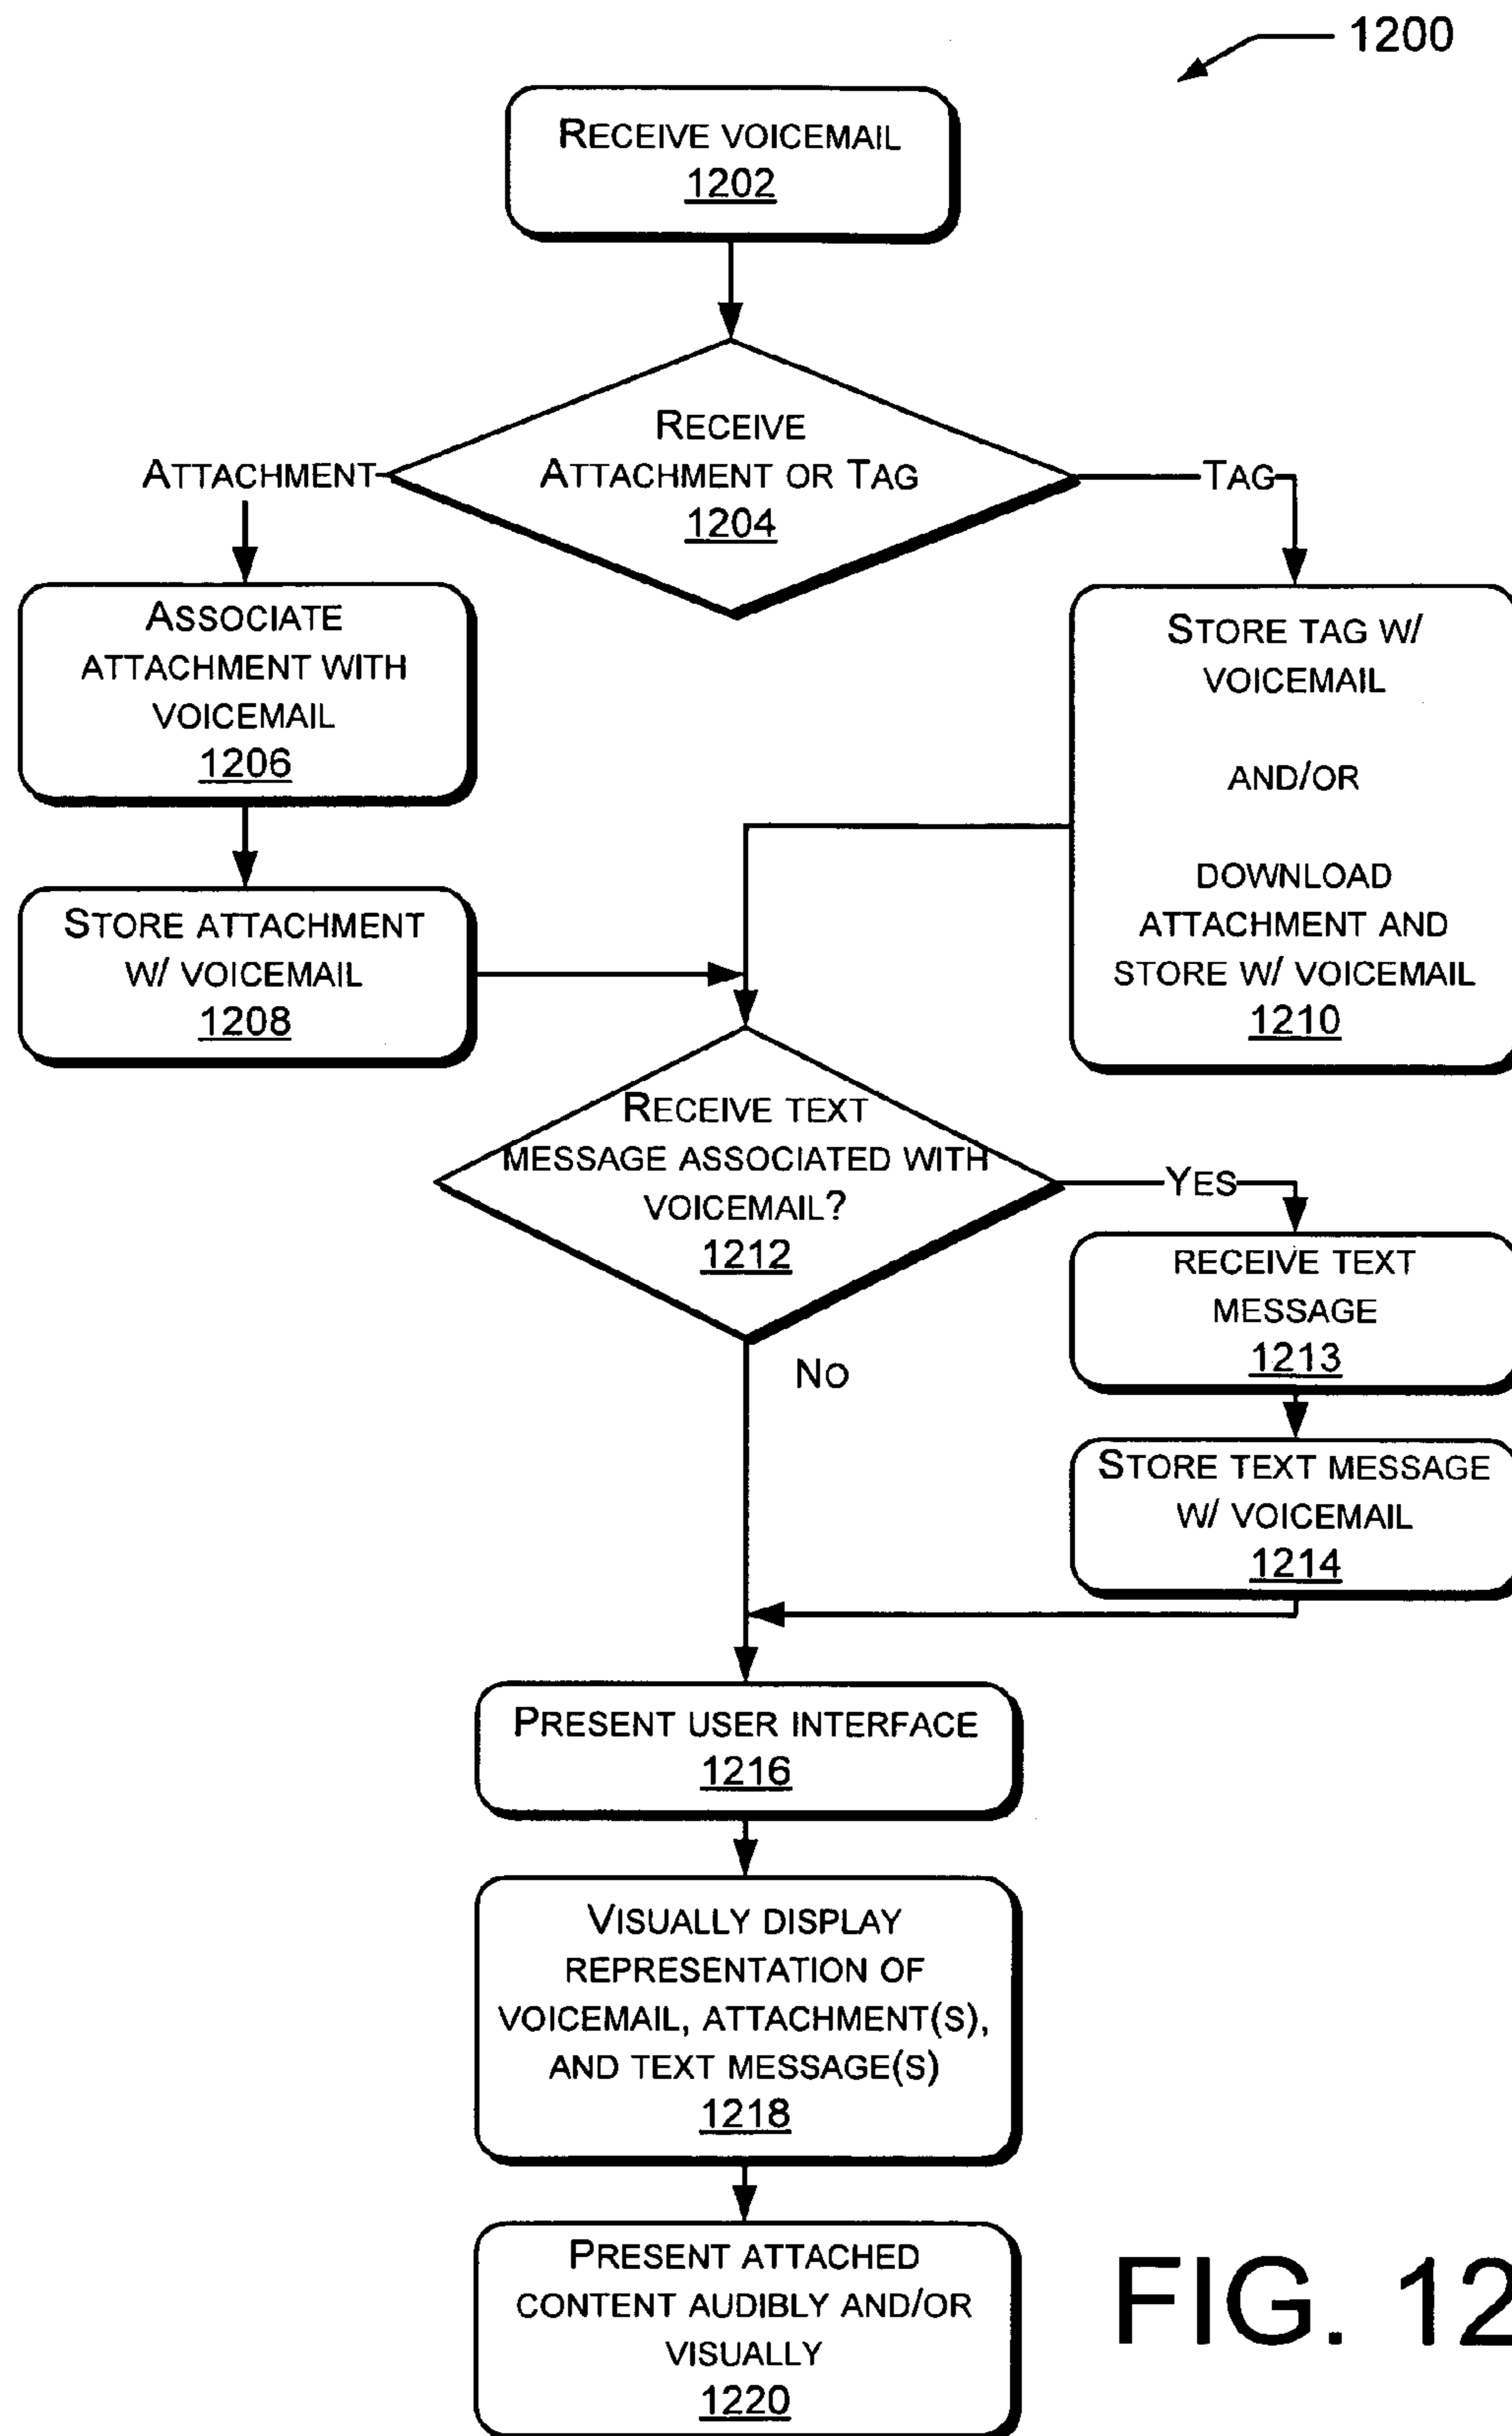 1200
RECEIVE VOICEMAIL
1202
RECEIVE
ATTACHMENT OR TAG
1204
ATTACHMENT
TAG
ASSOCIATE
ATTACHMENT WITH
VOICEMAIL
1206
STORE TAG W/
VOICEMAIL
AND/OR
DOWNLOAD
ATTACHMENT AND
STORE W/ VOICEMAIL
1210
STORE ATTACHMENT
W/ VOICEMAIL
1208
RECEIVE TEXT
MESSAGE ASSOCIATED WITH
VOICEMAIL?
1212
YES
NO
RECEIVE TEXT
MESSAGE
1213
STORE TEXT MESSAGE
W/ VOICEMAIL
1214
PRESENT USER INTERFACE
1216
VISUALLY DISPLAY
REPRESENTATION OF
VOICEMAIL, ATTACHMENT(S),
AND TEXT MESSAGE(S)
1218
PRESENT ATTACHED
CONTENT AUDIBLY AND/OR
VISUALLY
1220
FIG. 12